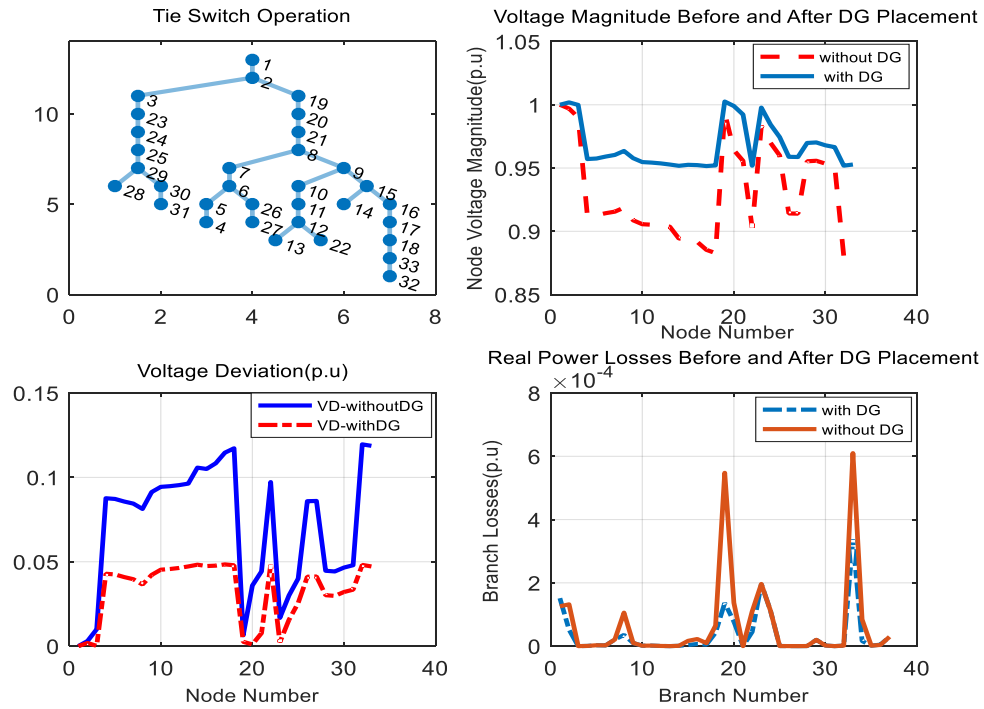 Tie Switch Operation
1
2
3
19
23
20
24
21
25
8
7
9
29
28
30
6
10
15
31
5
26
11
14
16
4
27
12
17
13
22
18
33
32
10
5
0
0 2 4 6 8
Voltage Magnitude Before and After DG Placement
without DG
with DG
1.05
1
0.95
0.9
0.85
Node Voltage Magnitude(p.u)
0 10 20 30 40
Node Number
Voltage Deviation(p.u)
VD-withoutDG
VD-withDG
0.15
0.1
0.05
0
0 10 20 30 40
Node Number
Real Power Losses Before and After DG Placement
×10-4
with DG
without DG
8
6
4
2
0
Branch Losses(p.u)
0 10 20 30 40
Branch Number